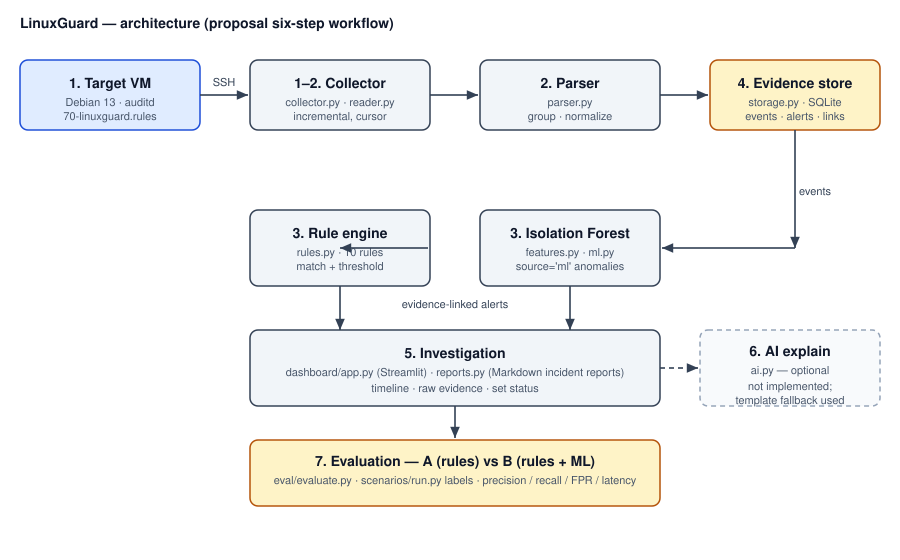 LinuxGuard — architecture (proposal six-step workflow)
1. Target VM
Debian 13 · auditd
70-linuxguard.rules
SSH
1–2. Collector
collector.py · reader.py
incremental, cursor
2. Parser
parser.py
group · normalize
4. Evidence store
storage.py · SQLite
events · alerts · links
events
3. Rule engine
rules.py · 10 rules
match + threshold
3. Isolation Forest
features.py · ml.py
source='ml' anomalies
evidence-linked alerts
5. Investigation
dashboard/app.py (Streamlit) · reports.py (Markdown incident reports)
timeline · raw evidence · set status
6. AI explain
ai.py — optional
not implemented;
template fallback used
7. Evaluation — A (rules) vs B (rules + ML)
eval/evaluate.py · scenarios/run.py labels · precision / recall / FPR / latency